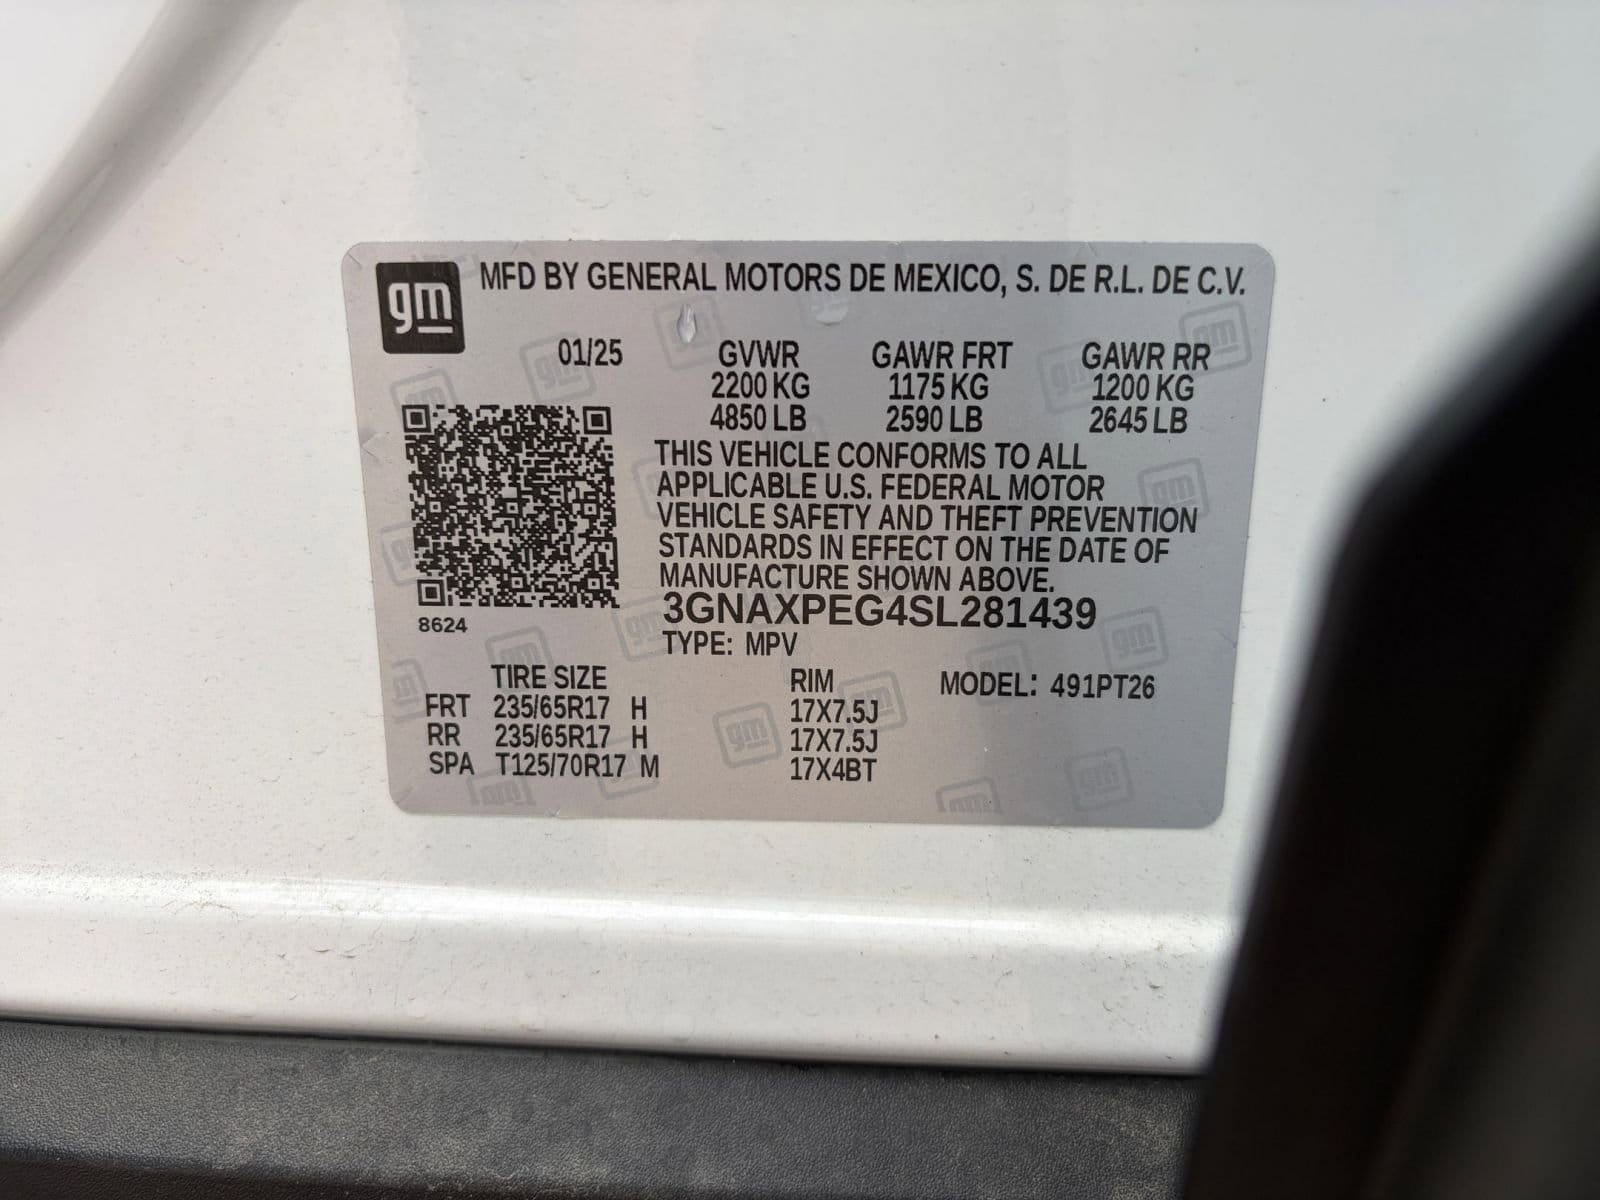 gm
MFD BY GENERAL MOTORS DE MEXICO, S. DE R.L. DE C.V.
01/25 GVWR GAWR FRT GAWR RR
2200 KG 1175 KG 1200 KG
4850 LB 2590 LB 2645 LB
THIS VEHICLE CONFORMS TO ALL
APPLICABLE U.S. FEDERAL MOTOR
VEHICLE SAFETY AND THEFT PREVENTION
STANDARDS IN EFFECT ON THE DATE OF
MANUFACTURE SHOWN ABOVE.
3GNAXPEG4SL281439
8624
TYPE: MPV
TIRE SIZE RIM MODEL: 491PT26
FRT 235/65R17 H 17X7.5J
RR 235/65R17 H 17X7.5J
SPA T125/70R17 M 17X4BT